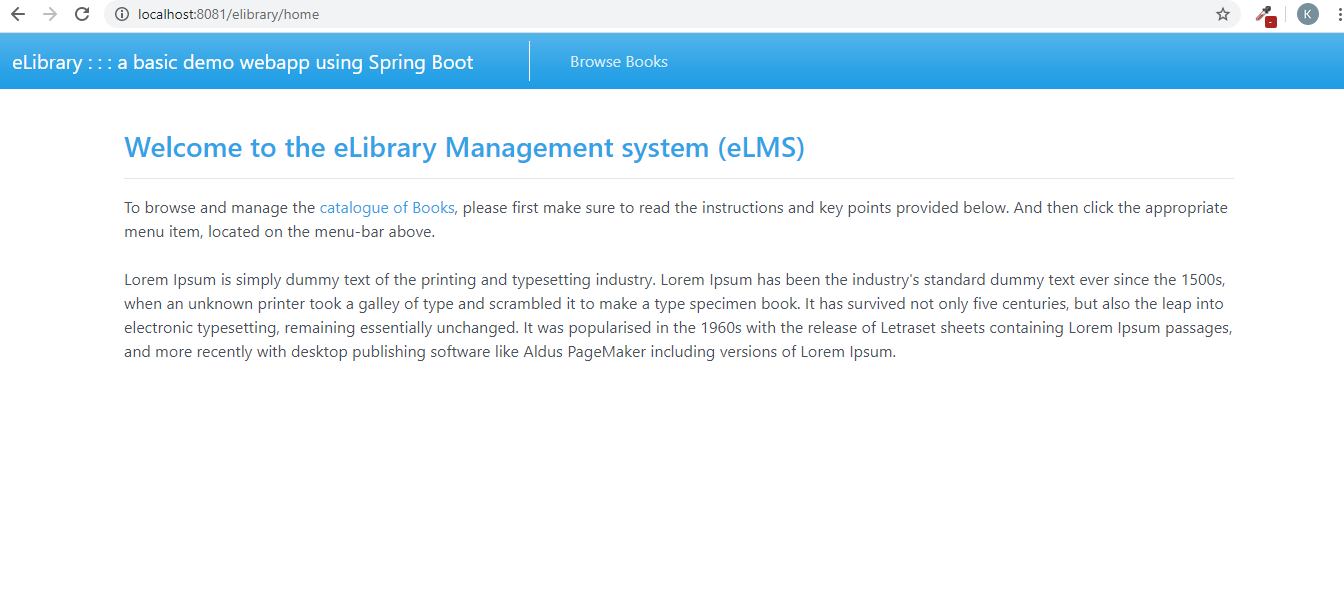 localhost:8081/elibrary/home
K
eLibrary : : : a basic demo webapp using Spring Boot
Browse Books
Welcome to the eLibrary Management system (eLMS)
To browse and manage the catalogue of Books, please first make sure to read the instructions and key points provided below. And then click the appropriate
menu item, located on the menu-bar above.
Lorem Ipsum is simply dummy text of the printing and typesetting industry. Lorem Ipsum has been the industry's standard dummy text ever since the 1500s,
when an unknown printer took a galley of type and scrambled it to make a type specimen book. It has survived not only five centuries, but also the leap into
electronic typesetting, remaining essentially unchanged. It was popularised in the 1960s with the release of Letraset sheets containing Lorem Ipsum passages,
and more recently with desktop publishing software like Aldus PageMaker including versions of Lorem Ipsum.